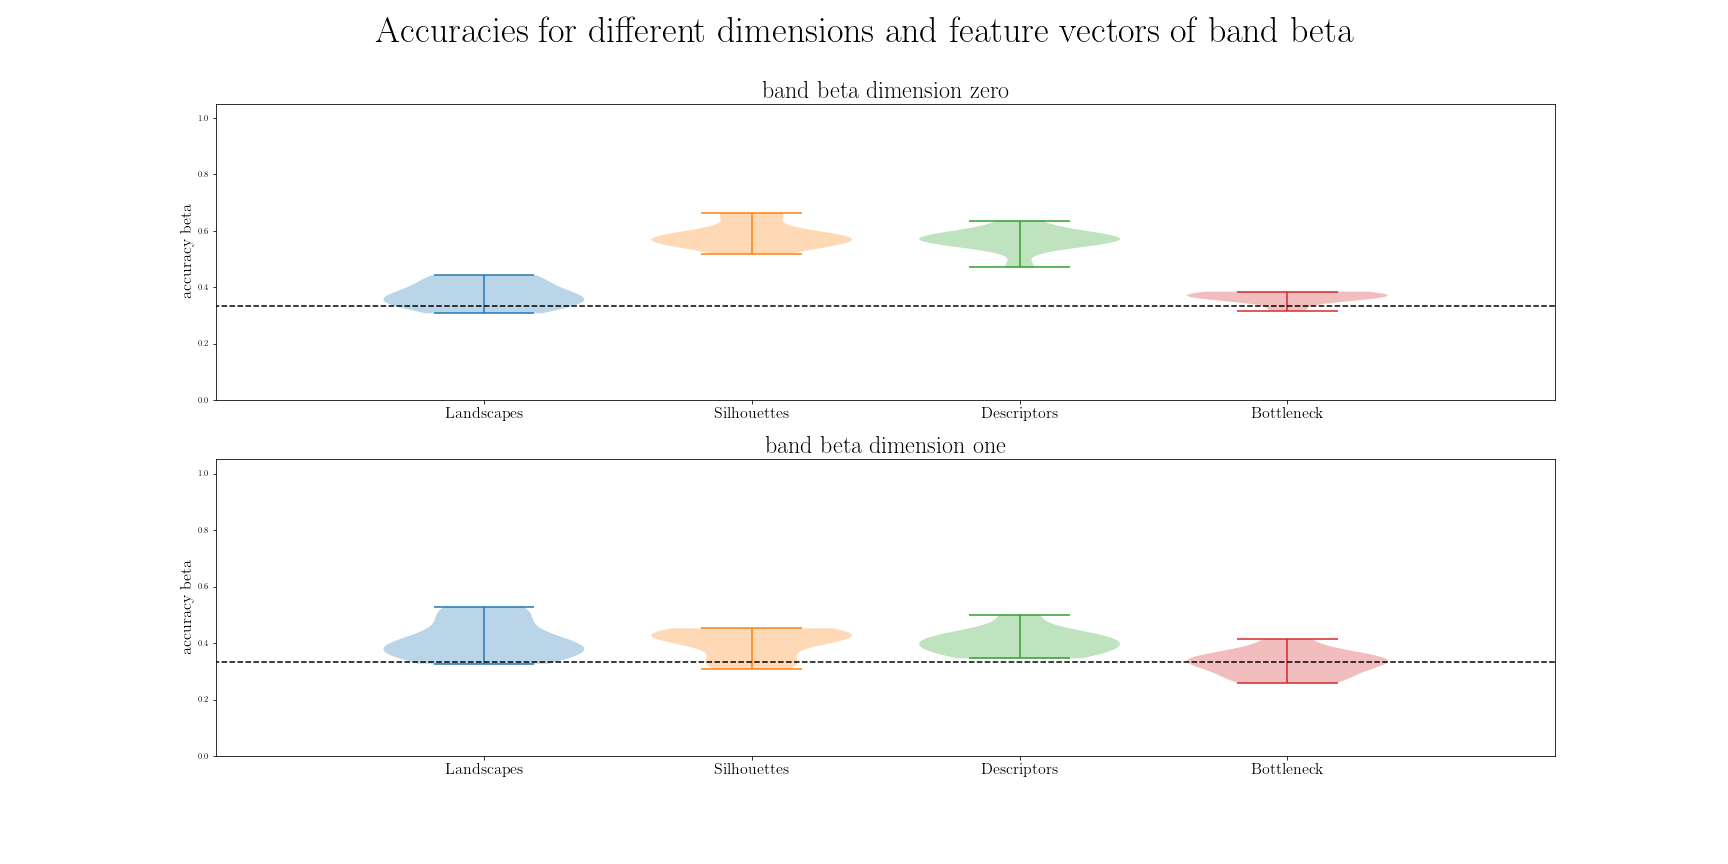 Accuracies for different dimensions and feature vectors of band beta
band beta dimension zero
accuracy beta
1.0
0.8
0.6
0.4
0.2
0.0
Landscapes Silhouettes Descriptors Bottleneck
band beta dimension one
accuracy beta
1.0
0.8
0.6
0.4
0.2
0.0
Landscapes Silhouettes Descriptors Bottleneck